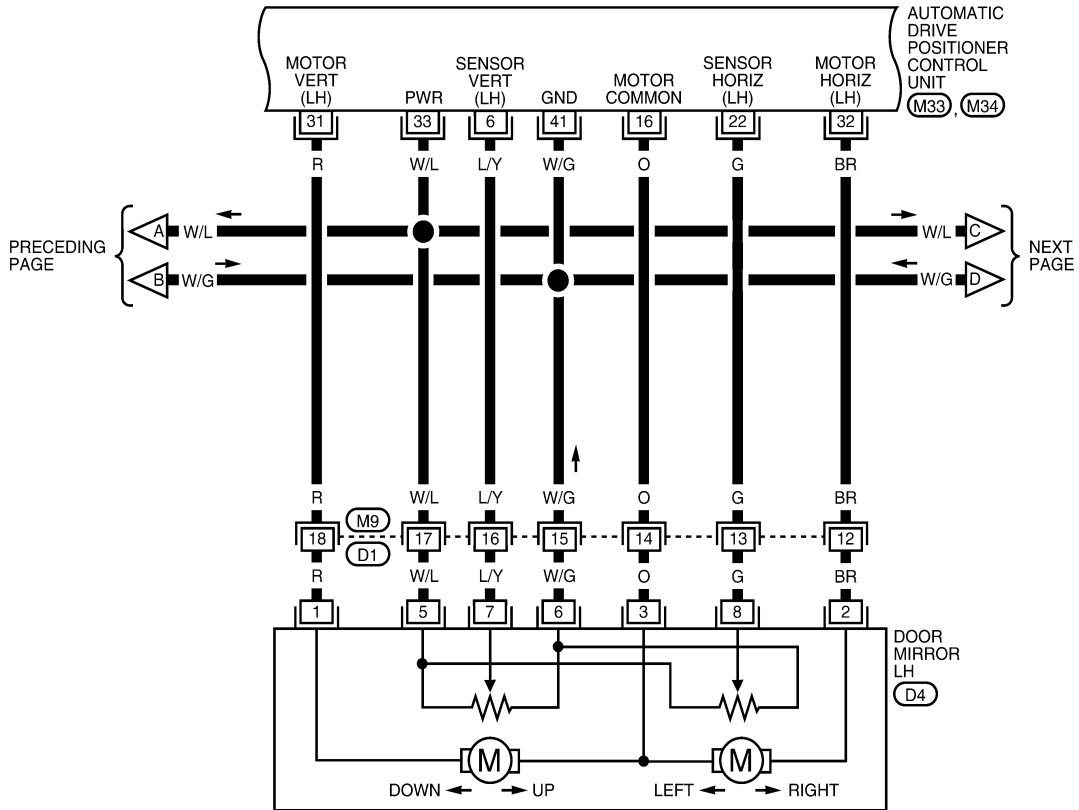 AUTOMATIC
DRIVE
POSITIONER
CONTROL
UNIT
M33 , M34
MOTOR
VERT
(LH)
PWR
SENSOR
VERT
(LH)
GND
MOTOR
COMMON
SENSOR
HORIZ
(LH)
MOTOR
HORIZ
(LH)
31 33 6 41 16 22 32
R W/L L/Y W/G O G BR
PRECEDING
PAGE
A W/L W/L C
B W/G W/G D
NEXT
PAGE
R W/L L/Y W/G O G BR
M9
18 17 16 15 14 13 12
D1
R W/L L/Y W/G O G BR
1 5 7 6 3 8 2
DOOR
MIRROR
LH
D4
M M
DOWN UP LEFT RIGHT